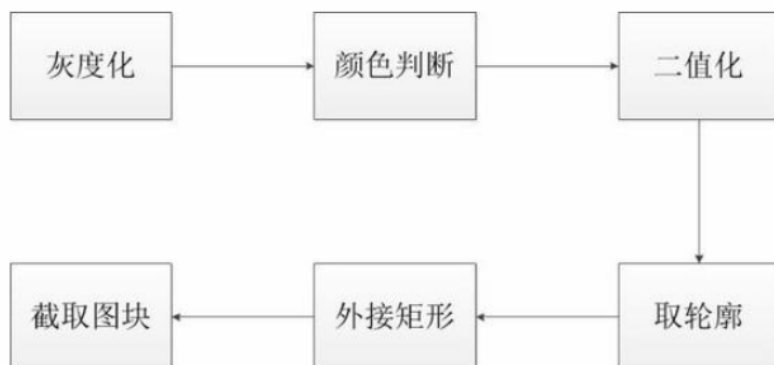 灰度化
颜色判断
二值化
取轮廓
外接矩形
截取图块